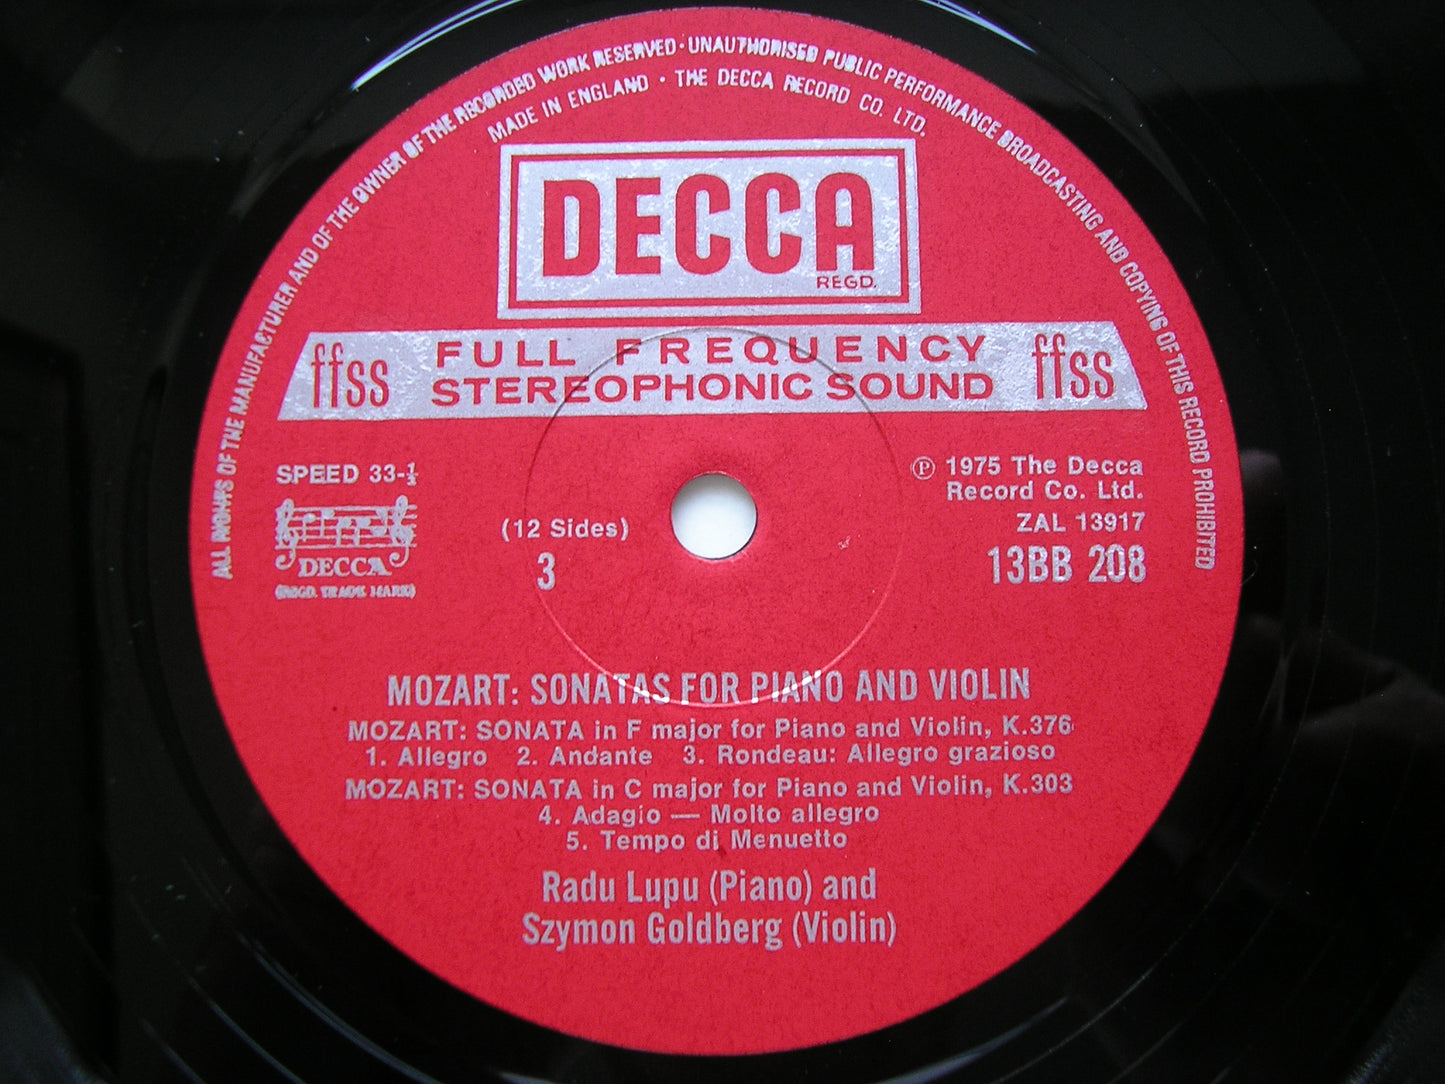 ALL RIGHTS OF THE MANUFACTURER AND OF THE OWNER OF THE RECORDED WORK RESERVED · UNAUTHORISED PUBLIC PERFORMANCE BROADCASTING AND COPYING OF THIS RECORD PROHIBITED
MADE IN ENGLAND · THE DECCA RECORD CO. LTD.
DECCA
REGD.
ffss FULL FREQUENCY STEREOPHONIC SOUND ffss
SPEED 33-⅓
DECCA
(REGD. TRADE MARK)
(12 Sides)
3
℗ 1975 The Decca
Record Co. Ltd.
ZAL 13917
13BB 208
MOZART: SONATAS FOR PIANO AND VIOLIN
MOZART: SONATA in F major for Piano and Violin, K.376
1. Allegro 2. Andante 3. Rondeau: Allegro grazioso
MOZART: SONATA in C major for Piano and Violin, K.303
4. Adagio — Molto allegro
5. Tempo di Menuetto
Radu Lupu (Piano) and
Szymon Goldberg (Violin)